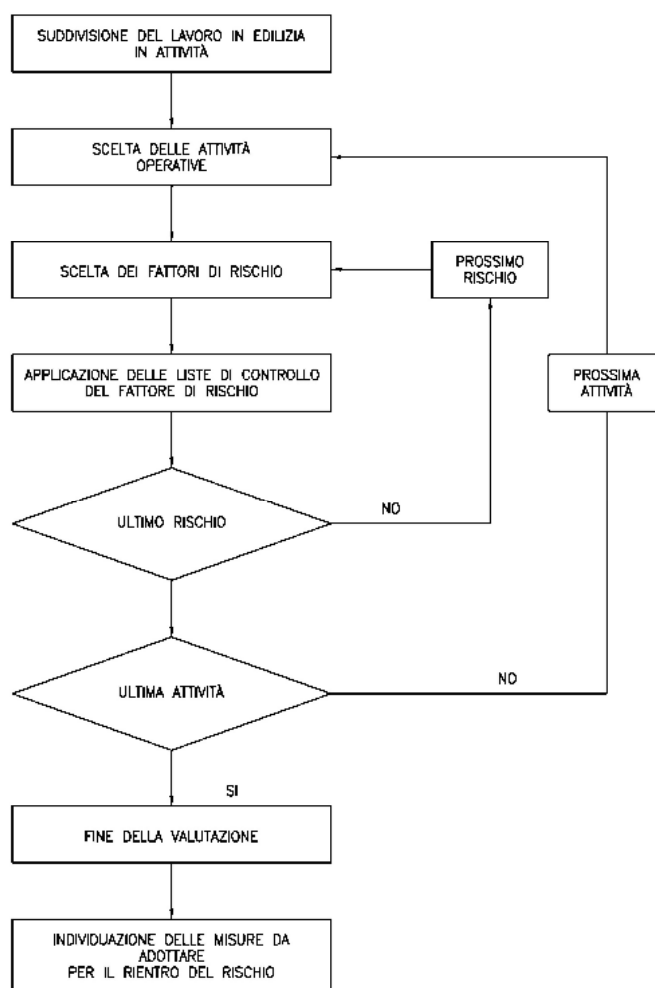 SUDDIVISIONE DEL LAVORO IN EDILIZIA
IN ATTIVITÀ
SCELTA DELLE ATTIVITÀ
OPERATIVE
SCELTA DEI FATTORI DI RISCHIO
PROSSIMO
RISCHIO
APPLICAZIONE DELLE LISTE DI CONTROLLO
DEL FATTORE DI RISCHIO
PROSSIMA
ATTIVITÀ
ULTIMO RISCHIO
NO
ULTIMA ATTIVITÀ
NO
SI
FINE DELLA VALUTAZIONE
INDIVIDUAZIONE DELLE MISURE DA
ADOTTARE
PER IL RIENTRO DEL RISCHIO